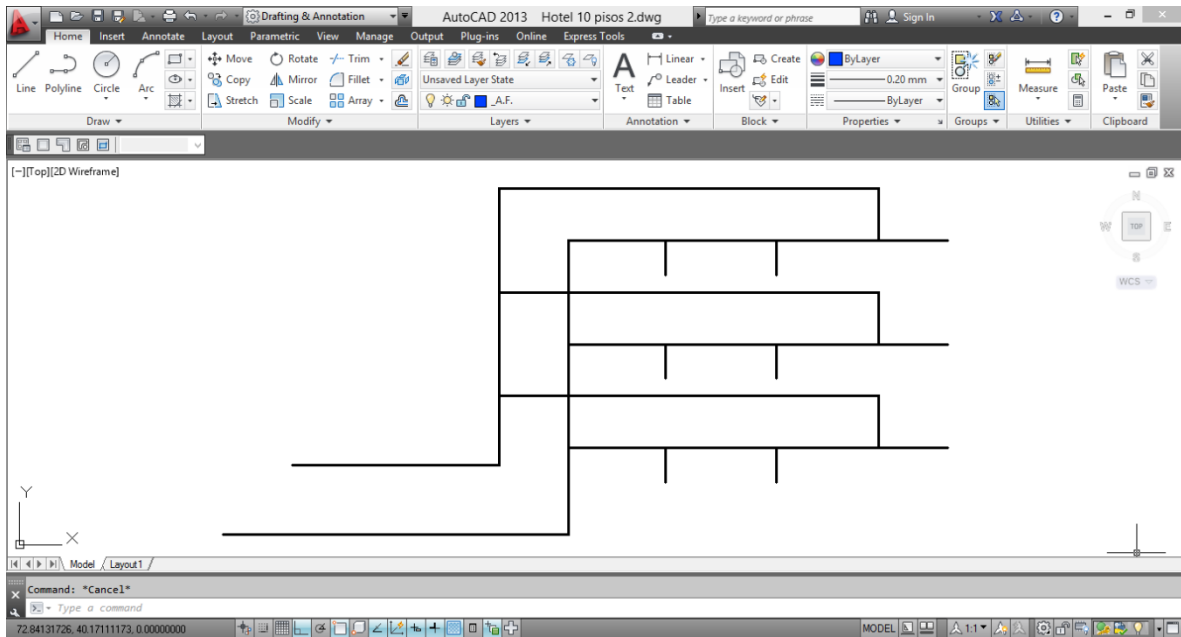 Drafting & Annotation AutoCAD 2013 Hotel 10 pisos 2.dwg Type a keyword or phrase Sign In
Home Insert Annotate Layout Parametric View Manage Output Plug-ins Online Express Tools
Line Polyline Circle Arc
Move Rotate Trim
Copy Mirror Fillet
Stretch Scale Array
Unsaved Layer State
_A.F.
Text
Linear
Leader
Table
Insert
Create
Edit
ByLayer
0.20 mm
ByLayer
Group
Measure
Paste
Draw Modify Layers Annotation Block Properties Groups Utilities Clipboard
[−][Top][2D Wireframe]
N
W TOP E
S
WCS
Y
X
Model Layout1
Command: *Cancel*
Type a command
72.84131726, 40.17111173, 0.00000000 MODEL 1:1